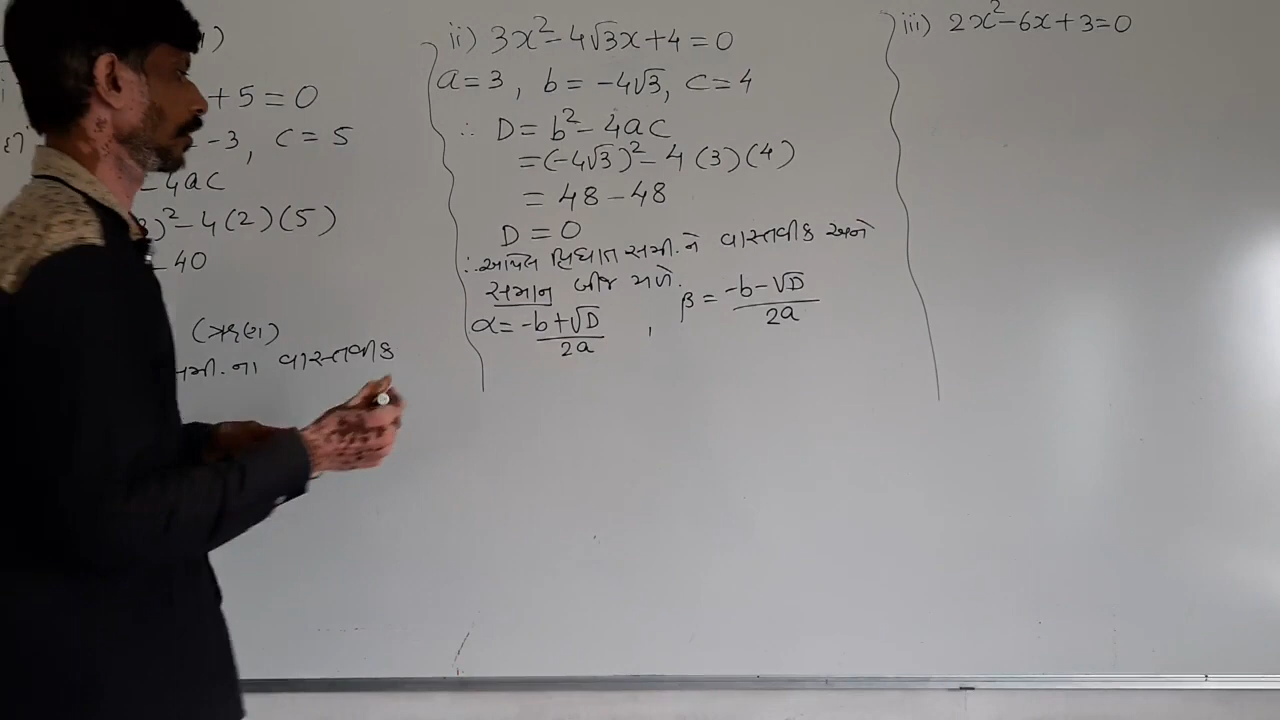 1)
+ 5 = 0
-3, c = 5
-4ac
)² - 4(2)(5)
- 40
(ઋણ)
સમી.ના વાસ્તવીક
ii) 3x² - 4√3x + 4 = 0
a = 3, b = -4√3, c = 4
∴ D = b² - 4ac
= (-4√3)² - 4(3)(4)
= 48 - 48
D = 0
∴ આપેલ દ્વિઘાત સમી.ને વાસ્તવીક અને
સમાન બીજ મળે.
α = (-b + √D)/2a , β = (-b - √D)/2a
iii) 2x² - 6x + 3 = 0